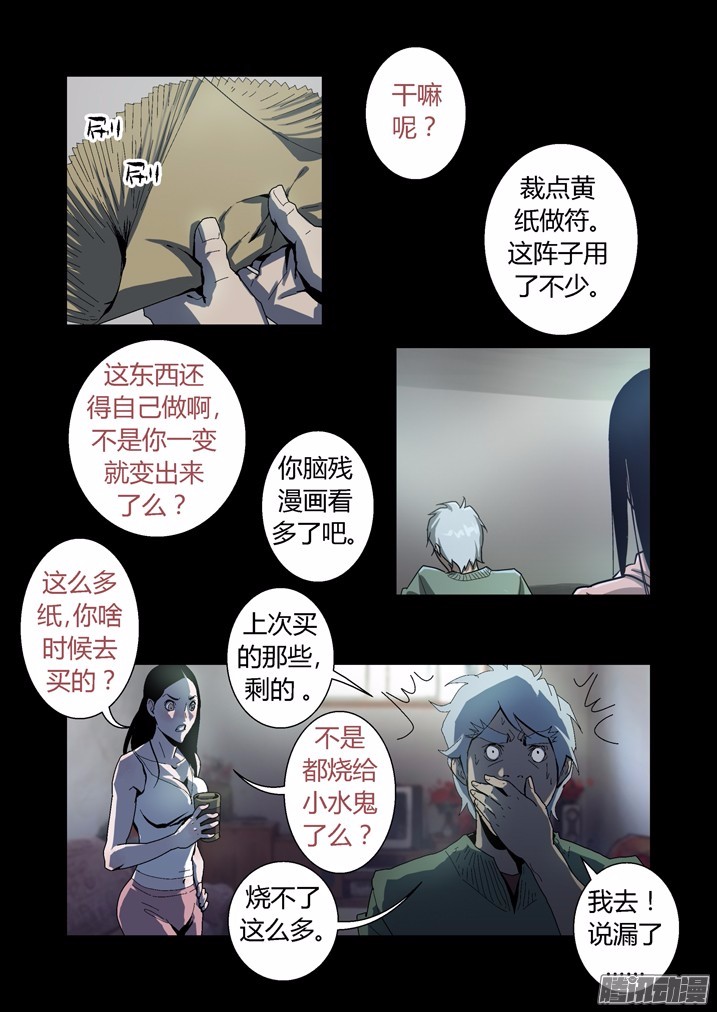 刷
刷
干嘛
呢？
裁点黄
纸做符。
这阵子用
了不少。
这东西还
得自己做啊，
不是你一变
就变出来
了么？
你脑残
漫画看
多了吧。
这么多
纸，你啥
时候去
买的？
上次买
的那些，
剩的。
不是
都烧给
小水鬼
了么？
烧不了
这么多。
我去！
说漏了
……
腾讯动漫